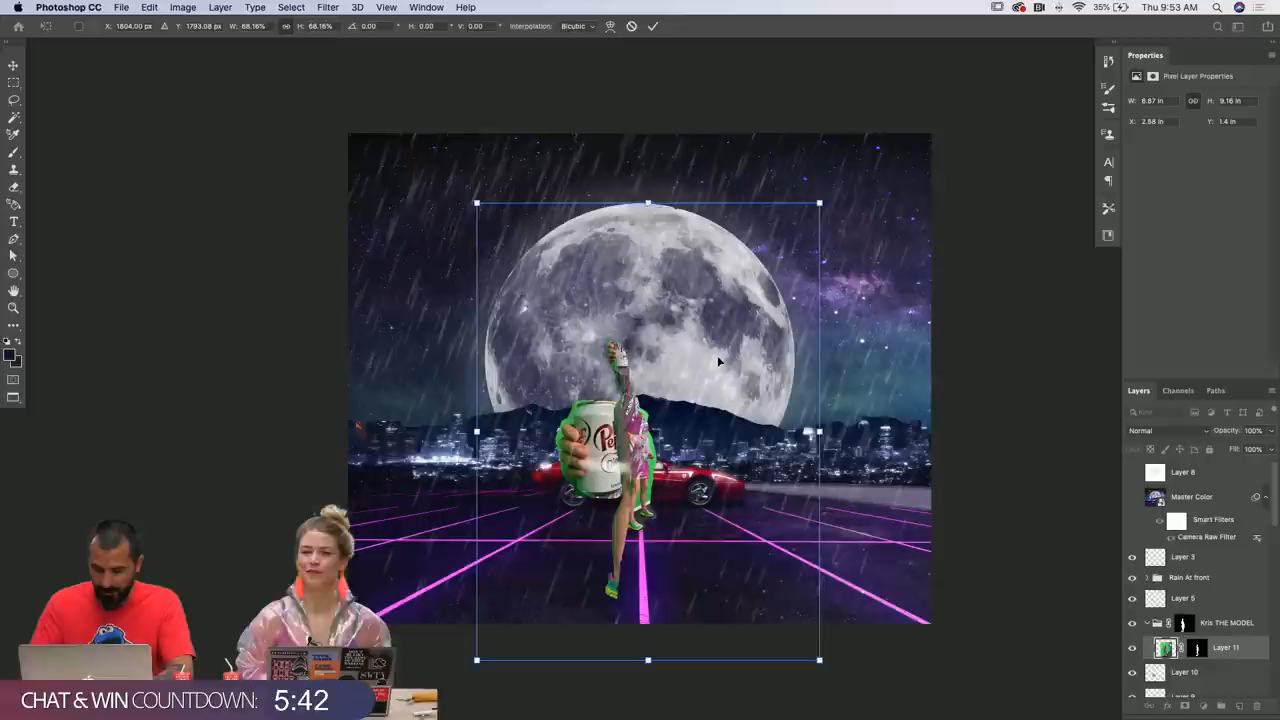 Photoshop CC File Edit Image Layer Type Select Filter 3D View Window Help
35% Thu 9:53 AM
X: 1804.00 px Y: 1793.08 px W: 68.16% H: 68.16% 0.00 H: 0.00 V: 0.00 Interpolation: Bicubic
Properties
Pixel Layer Properties
W: 6.87 in H: 9.16 in
X: 2.58 in Y: 1.4 in
Layers Channels Paths
Kind
Normal Opacity: 100%
Lock: Fill: 100%
Layer 8
Master Color
Smart Filters
Camera Raw Filter
Layer 3
Rain At front
Layer 5
Kris THE MODEL
Layer 11
Layer 10
CHAT & WIN COUNTDOWN: 5:42